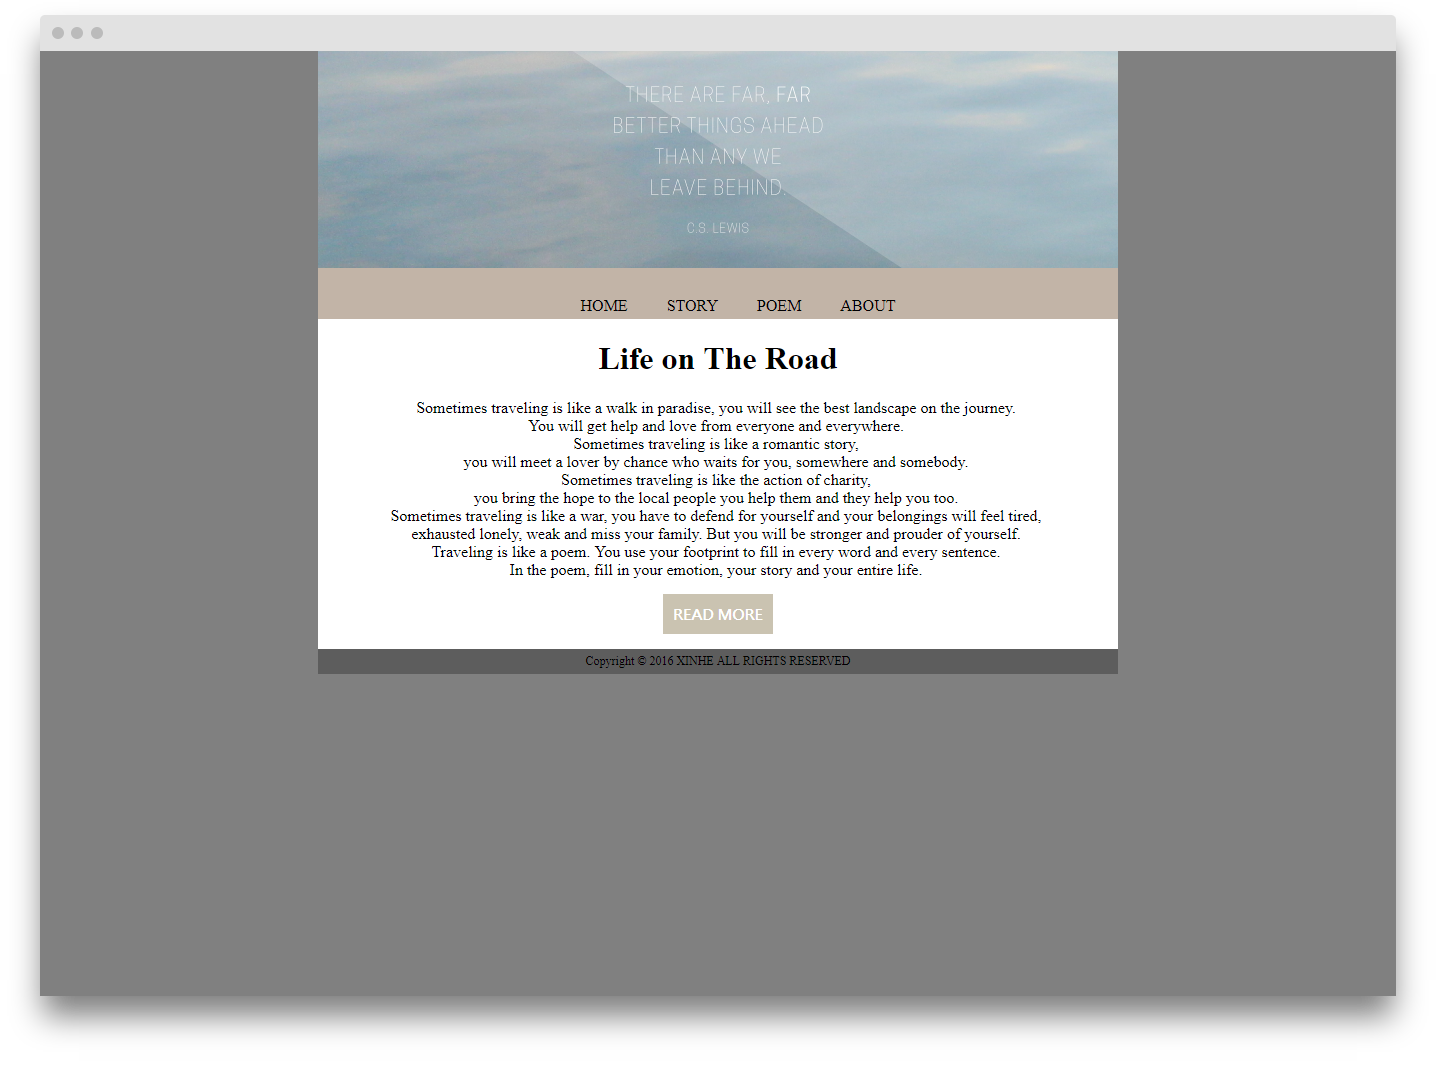 THERE ARE FAR, FAR
BETTER THINGS AHEAD
THAN ANY WE
LEAVE BEHIND.
C.S. LEWIS
HOME STORY POEM ABOUT
Life on The Road
Sometimes traveling is like a walk in paradise, you will see the best landscape on the journey.
You will get help and love from everyone and everywhere.
Sometimes traveling is like a romantic story,
you will meet a lover by chance who waits for you, somewhere and somebody.
Sometimes traveling is like the action of charity,
you bring the hope to the local people you help them and they help you too.
Sometimes traveling is like a war, you have to defend for yourself and your belongings will feel tired,
exhausted lonely, weak and miss your family. But you will be stronger and prouder of yourself.
Traveling is like a poem. You use your footprint to fill in every word and every sentence.
In the poem, fill in your emotion, your story and your entire life.
READ MORE
Copyright © 2016 XINHE ALL RIGHTS RESERVED